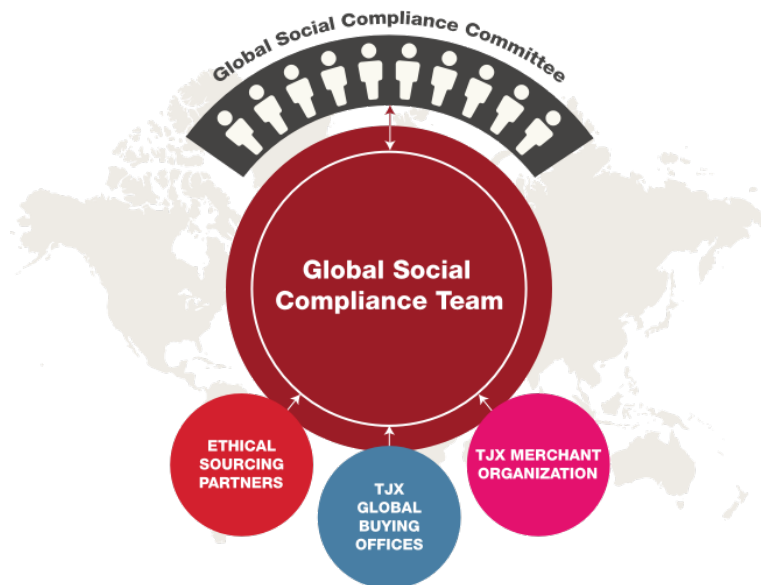 Global Social Compliance Committee
Global Social
Compliance Team
ETHICAL
SOURCING
PARTNERS
TJX
GLOBAL
BUYING
OFFICES
TJX MERCHANT
ORGANIZATION